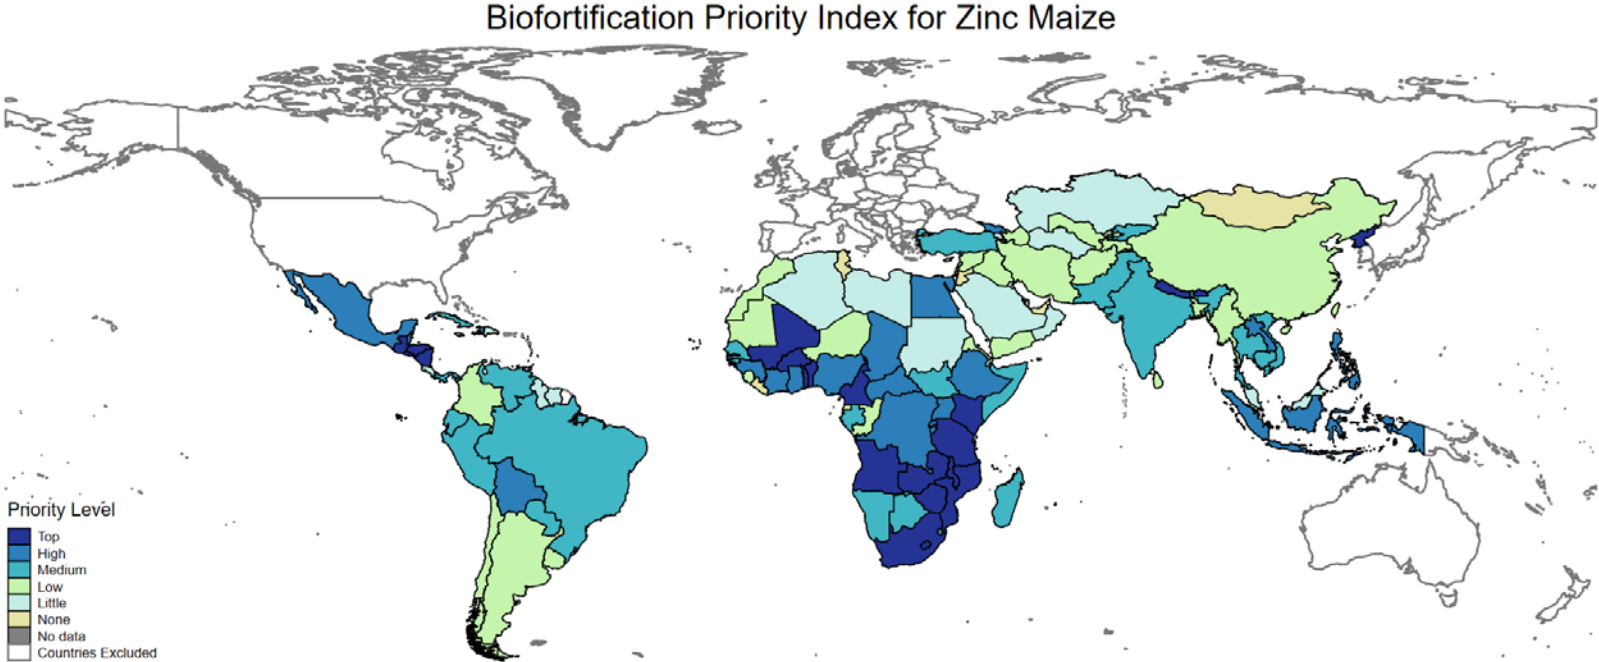 Biofortification Priority Index for Zinc Maize
Priority Level
Top
High
Medium
Low
Little
None
No data
Countries Excluded